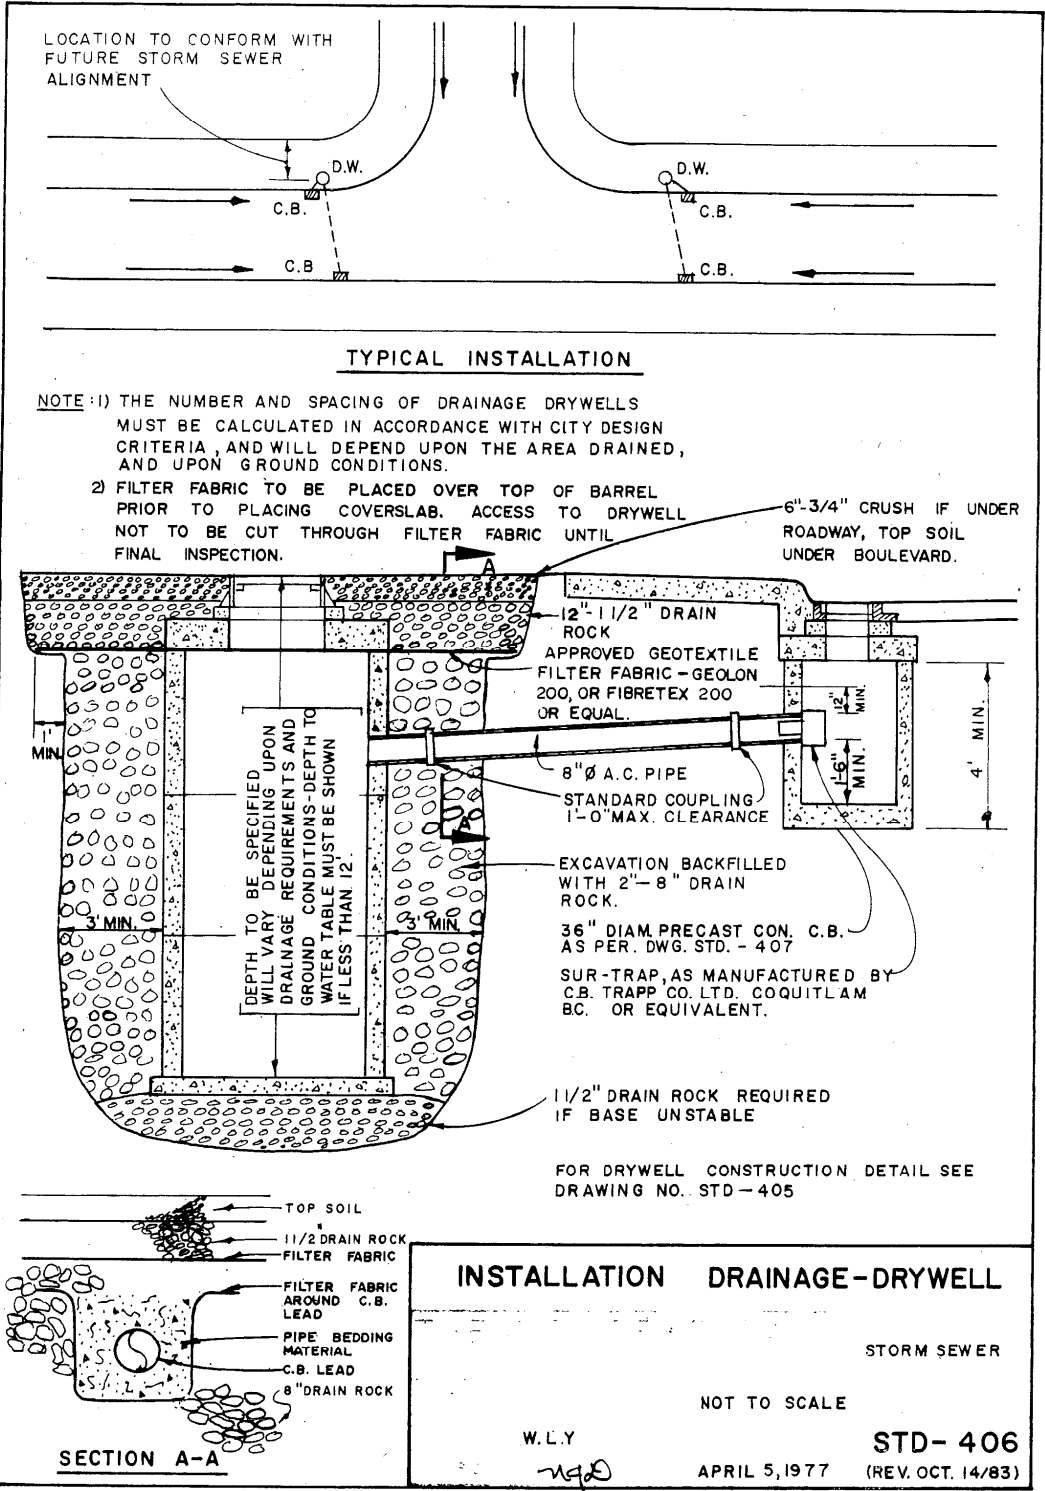 LOCATION TO CONFORM WITH
FUTURE STORM SEWER
ALIGNMENT
D.W.
D.W.
C.B.
C.B.
C.B
C.B.
TYPICAL INSTALLATION
NOTE: 1) THE NUMBER AND SPACING OF DRAINAGE DRYWELLS
MUST BE CALCULATED IN ACCORDANCE WITH CITY DESIGN
CRITERIA, AND WILL DEPEND UPON THE AREA DRAINED,
AND UPON GROUND CONDITIONS.
2) FILTER FABRIC TO BE PLACED OVER TOP OF BARREL
PRIOR TO PLACING COVERSLAB. ACCESS TO DRYWELL
NOT TO BE CUT THROUGH FILTER FABRIC UNTIL
FINAL INSPECTION.
6"-3/4" CRUSH IF UNDER
ROADWAY, TOP SOIL
UNDER BOULEVARD.
A
12"-1 1/2" DRAIN
ROCK
APPROVED GEOTEXTILE
FILTER FABRIC - GEOLON
200, OR FIBRETEX 200
OR EQUAL.
12"
MIN.
1'
MIN.
8"Ø A.C. PIPE
STANDARD COUPLING
1'-0" MAX. CLEARANCE
1'-6"
MIN.
4' MIN.
A
DEPTH TO BE SPECIFIED
WILL VARY DEPENDING UPON
DRAINAGE REQUIREMENTS AND
GROUND CONDITIONS-DEPTH TO
WATER TABLE MUST BE SHOWN
IF LESS THAN 12'.
EXCAVATION BACKFILLED
WITH 2"-8" DRAIN
ROCK.
3' MIN.
3' MIN.
36" DIAM. PRECAST CON. C.B.
AS PER. DWG. STD. - 407
SUR-TRAP, AS MANUFACTURED BY
C.B. TRAPP CO. LTD. COQUITLAM
B.C. OR EQUIVALENT.
1 1/2" DRAIN ROCK REQUIRED
IF BASE UNSTABLE
FOR DRYWELL CONSTRUCTION DETAIL SEE
DRAWING NO. STD-405
TOP SOIL
1 1/2" DRAIN ROCK
FILTER FABRIC
FILTER FABRIC
AROUND C.B.
LEAD
PIPE BEDDING
MATERIAL
C.B. LEAD
8" DRAIN ROCK
SECTION A-A
INSTALLATION DRAINAGE-DRYWELL
STORM SEWER
NOT TO SCALE
W.L.Y
STD- 406
APRIL 5, 1977 (REV. OCT. 14/83)